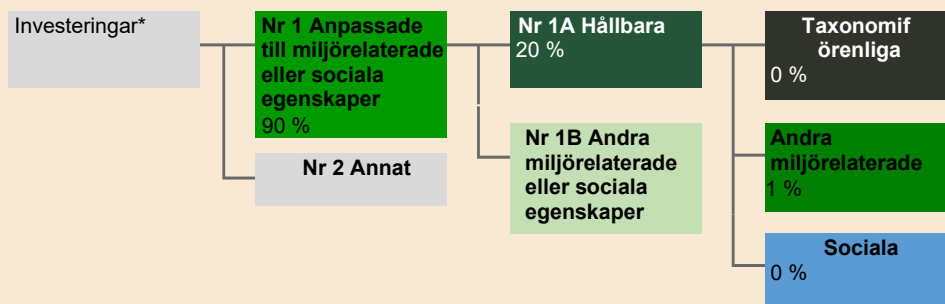 Investeringar*
Nr 1 Anpassade
till miljörelaterade
eller sociala
egenskaper
90 %
Nr 2 Annat
Nr 1A Hållbara
20 %
Nr 1B Andra
miljörelaterade
eller sociala
egenskaper
Taxonomif
örenliga
0 %
Andra
miljörelaterade
1 %
Sociala
0 %